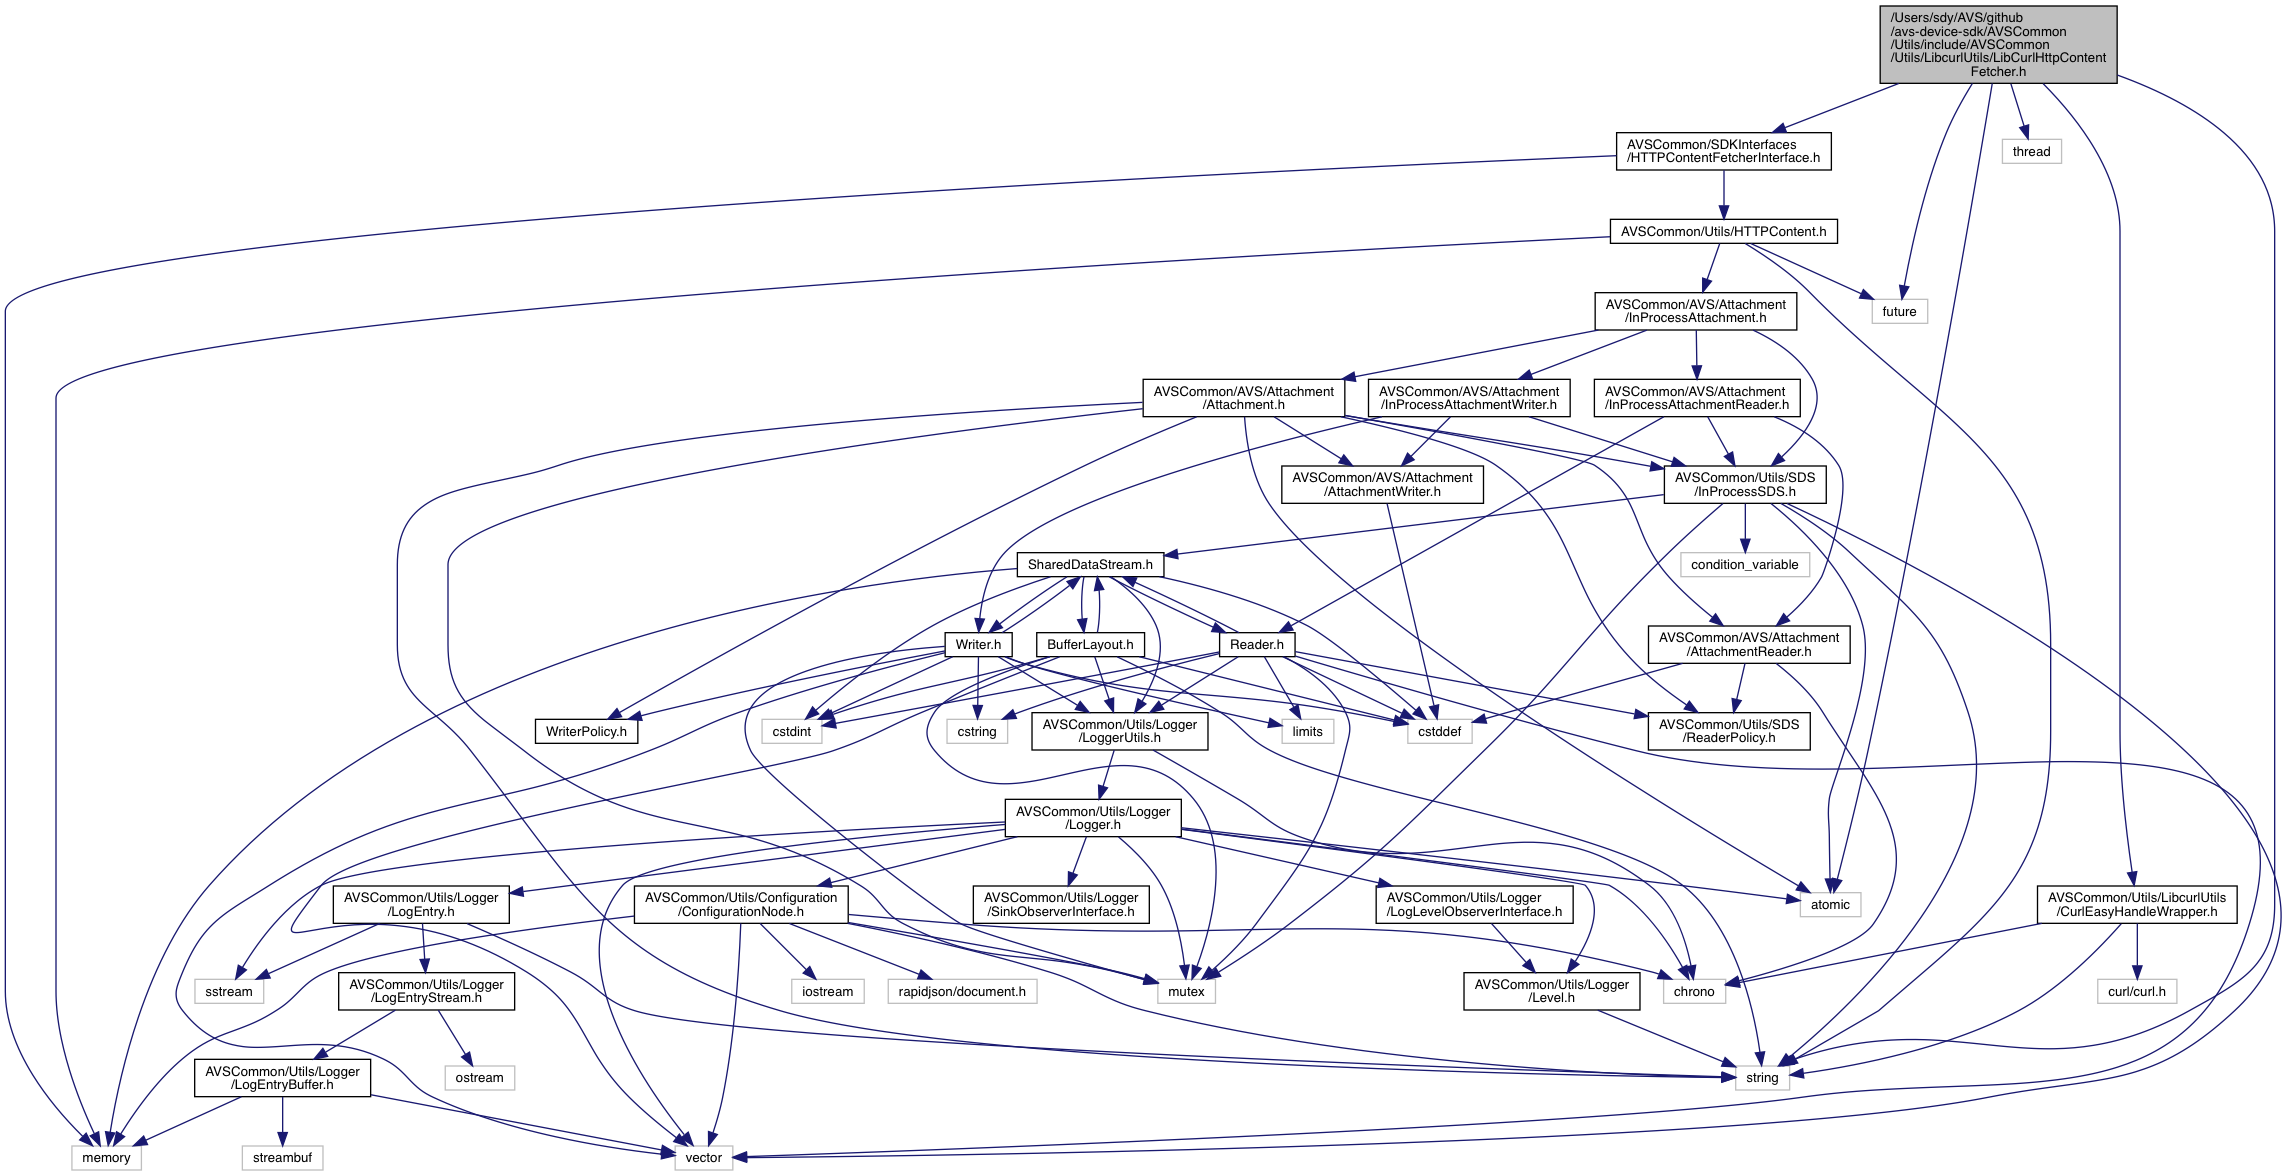 /Users/sdy/AVS/github
/avs-device-sdk/AVSCommon
/Utils/include/AVSCommon
/Utils/LibcurlUtils/LibCurlHttpContent
Fetcher.h
AVSCommon/SDKInterfaces
/HTTPContentFetcherInterface.h
thread
AVSCommon/Utils/HTTPContent.h
AVSCommon/AVS/Attachment
/InProcessAttachment.h
future
AVSCommon/AVS/Attachment
/Attachment.h
AVSCommon/AVS/Attachment
/InProcessAttachmentWriter.h
AVSCommon/AVS/Attachment
/InProcessAttachmentReader.h
AVSCommon/AVS/Attachment
/AttachmentWriter.h
AVSCommon/Utils/SDS
/InProcessSDS.h
SharedDataStream.h
condition_variable
Writer.h
BufferLayout.h
Reader.h
AVSCommon/AVS/Attachment
/AttachmentReader.h
WriterPolicy.h
cstdint
cstring
AVSCommon/Utils/Logger
/LoggerUtils.h
limits
cstddef
AVSCommon/Utils/SDS
/ReaderPolicy.h
AVSCommon/Utils/Logger
/Logger.h
AVSCommon/Utils/Logger
/LogEntry.h
AVSCommon/Utils/Configuration
/ConfigurationNode.h
AVSCommon/Utils/Logger
/SinkObserverInterface.h
AVSCommon/Utils/Logger
/LogLevelObserverInterface.h
atomic
AVSCommon/Utils/LibcurlUtils
/CurlEasyHandleWrapper.h
sstream
AVSCommon/Utils/Logger
/LogEntryStream.h
iostream
rapidjson/document.h
mutex
AVSCommon/Utils/Logger
/Level.h
chrono
curl/curl.h
AVSCommon/Utils/Logger
/LogEntryBuffer.h
ostream
string
memory
streambuf
vector